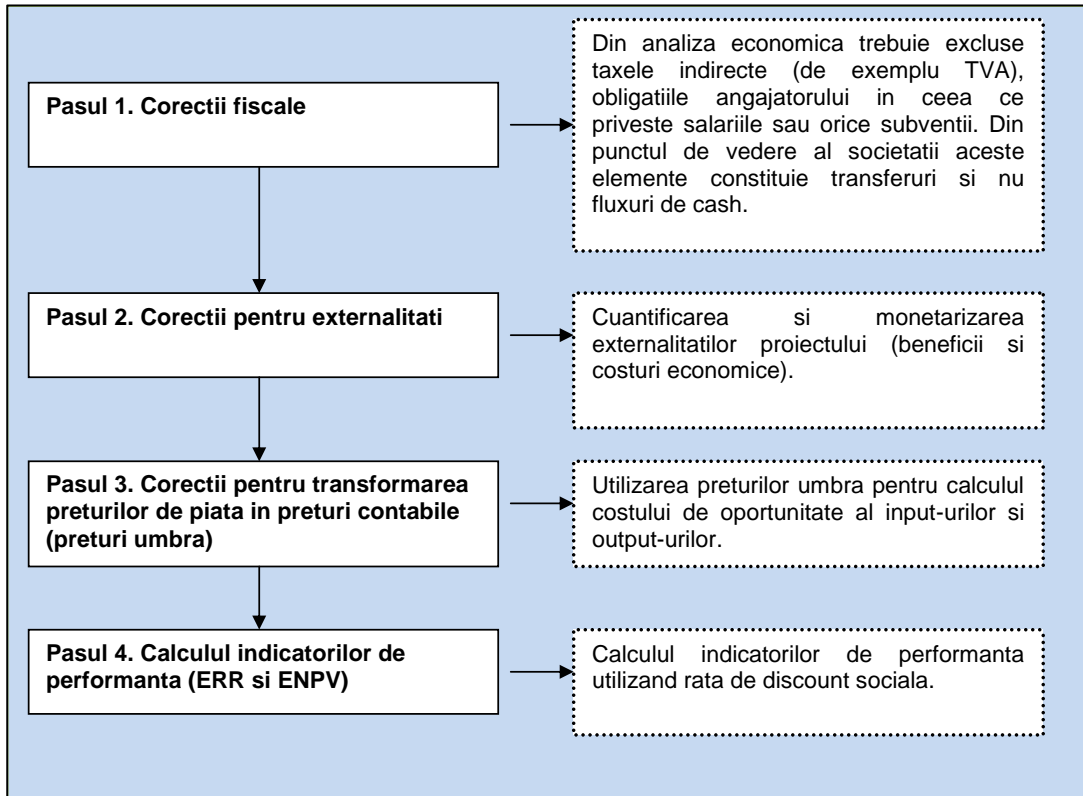 Pasul 1. Corectii fiscale
Din analiza economica trebuie excluse
taxele indirecte (de exemplu TVA),
obligatiile angajatorului in ceea ce
priveste salariile sau orice subventii. Din
punctul de vedere al societatii aceste
elemente constituie transferuri si nu
fluxuri de cash.
Pasul 2. Corectii pentru externalitati
Cuantificarea si monetarizarea
externalitatilor proiectului (beneficii si
costuri economice).
Pasul 3. Corectii pentru transformarea
preturilor de piata in preturi contabile
(preturi umbra)
Utilizarea preturilor umbra pentru calculul
costului de oportunitate al input-urilor si
output-urilor.
Pasul 4. Calculul indicatorilor de
performanta (ERR si ENPV)
Calculul indicatorilor de performanta
utilizand rata de discount sociala.